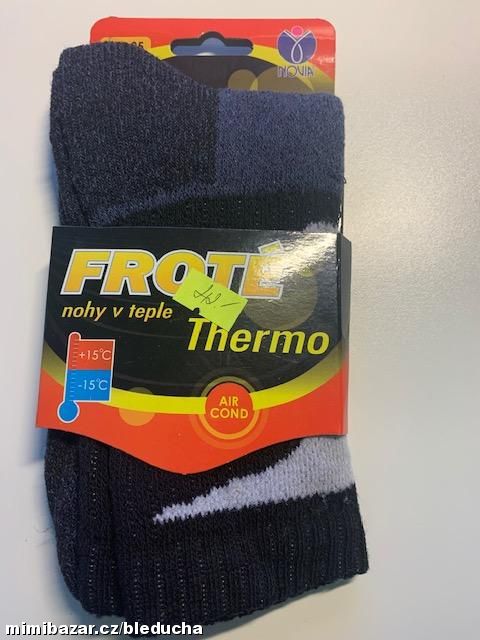 NOVIA
FROTÉ
nohy v teple
Thermo
+15°C
-15°C
AIR
COND
mimibazar.cz/bleducha